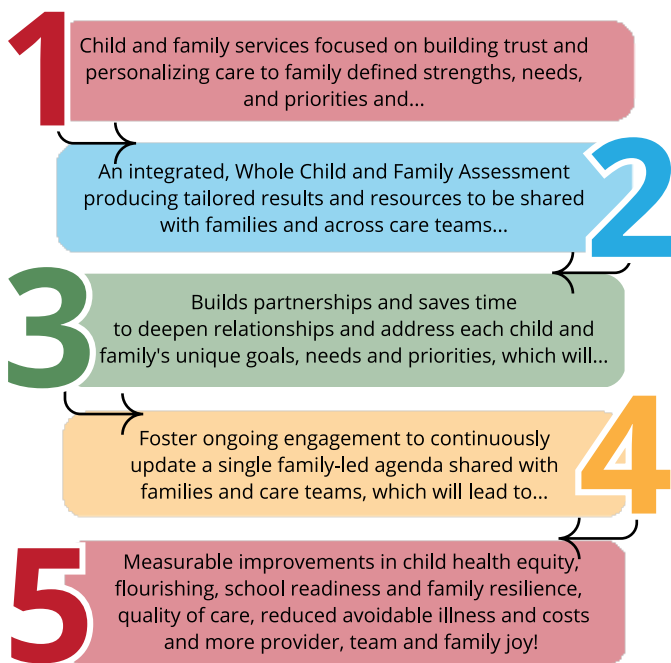 1
Child and family services focused on building trust and
personalizing care to family defined strengths, needs,
and priorities and...
2
An integrated, Whole Child and Family Assessment
producing tailored results and resources to be shared
with families and across care teams...
3
Builds partnerships and saves time
to deepen relationships and address each child and
family's unique goals, needs and priorities, which will...
4
Foster ongoing engagement to continuously
update a single family-led agenda shared with
families and care teams, which will lead to...
5
Measurable improvements in child health equity,
flourishing, school readiness and family resilience,
quality of care, reduced avoidable illness and costs
and more provider, team and family joy!